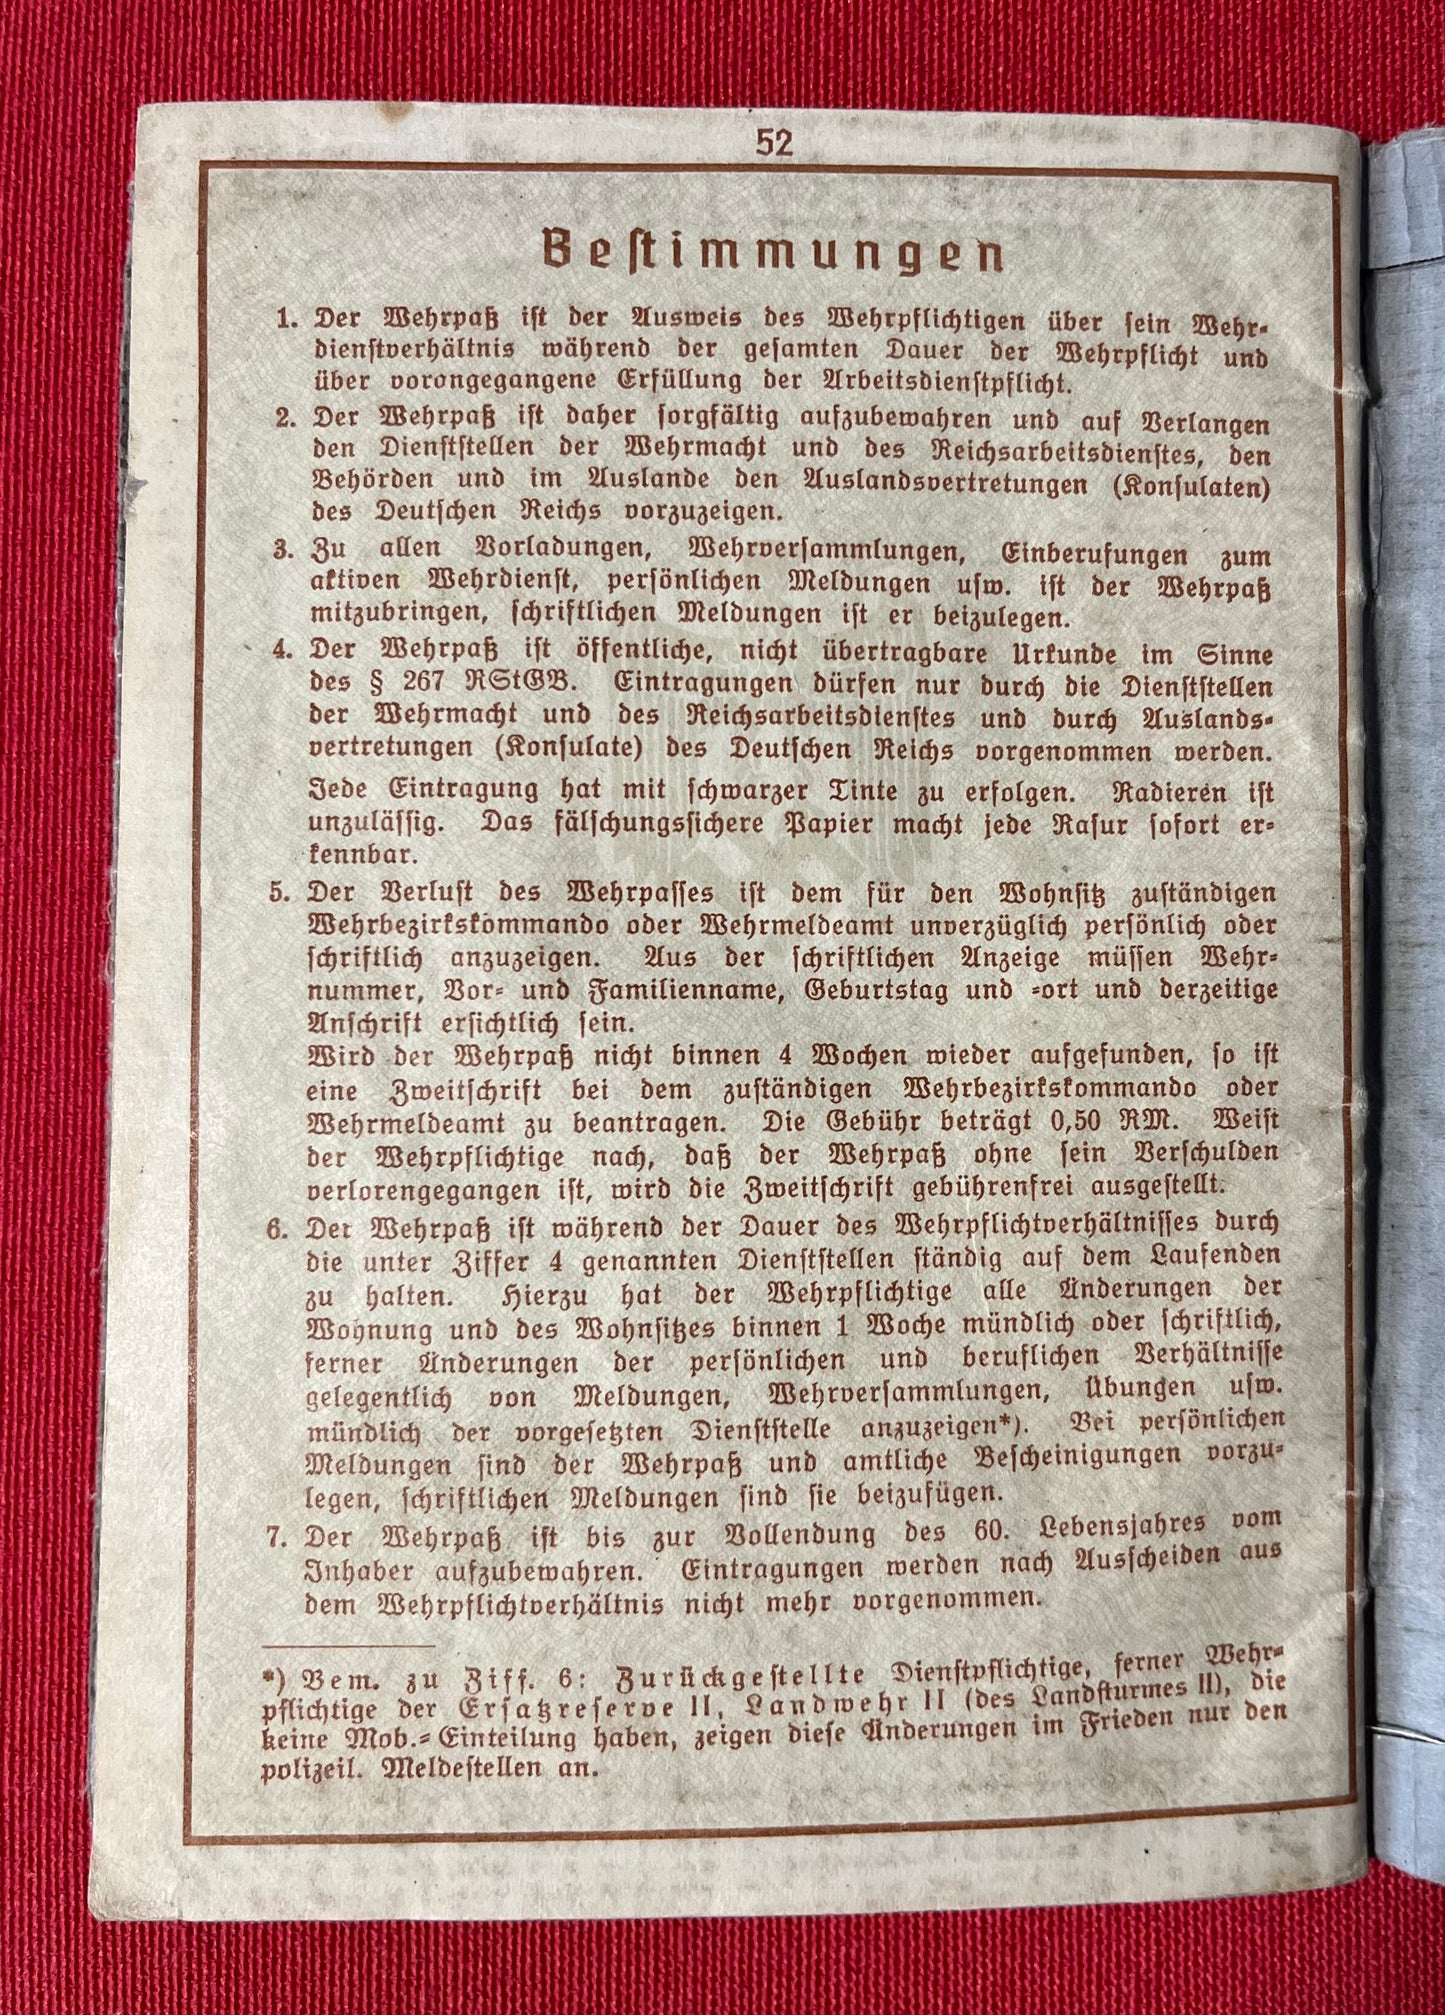 52
Bestimmungen
1. Der Wehrpaß ist der Ausweis des Wehrpflichtigen über sein Wehr-
dienstverhältnis während der gesamten Dauer der Wehrpflicht und
über vorangegangene Erfüllung der Arbeitsdienstpflicht.
2. Der Wehrpaß ist daher sorgfältig aufzubewahren und auf Verlangen
den Dienststellen der Wehrmacht und des Reichsarbeitsdienstes, den
Behörden und im Auslande den Auslandsvertretungen (Konsulaten)
des Deutschen Reichs vorzuzeigen.
3. Zu allen Vorladungen, Wehrversammlungen, Einberufungen zum
aktiven Wehrdienst, persönlichen Meldungen usw. ist der Wehrpaß
mitzubringen, schriftlichen Meldungen ist er beizulegen.
4. Der Wehrpaß ist öffentliche, nicht übertragbare Urkunde im Sinne
des § 267 RStGB. Eintragungen dürfen nur durch die Dienststellen
der Wehrmacht und des Reichsarbeitsdienstes und durch Auslands-
vertretungen (Konsulate) des Deutschen Reichs vorgenommen werden.
Jede Eintragung hat mit schwarzer Tinte zu erfolgen. Radieren ist
unzulässig. Das fälschungssichere Papier macht jede Rasur sofort er-
kennbar.
5. Der Verlust des Wehrpasses ist dem für den Wohnsitz zuständigen
Wehrbezirkskommando oder Wehrmeldeamt unverzüglich persönlich oder
schriftlich anzuzeigen. Aus der schriftlichen Anzeige müssen Wehr-
nummer, Vor- und Familienname, Geburtstag und -ort und derzeitige
Anschrift ersichtlich sein.
Wird der Wehrpaß nicht binnen 4 Wochen wieder aufgefunden, so ist
eine Zweitschrift bei dem zuständigen Wehrbezirkskommando oder
Wehrmeldeamt zu beantragen. Die Gebühr beträgt 0,50 RM. Weist
der Wehrpflichtige nach, daß der Wehrpaß ohne sein Verschulden
verlorengegangen ist, wird die Zweitschrift gebührenfrei ausgestellt.
6. Der Wehrpaß ist während der Dauer des Wehrpflichtverhältnisses durch
die unter Ziffer 4 genannten Dienststellen ständig auf dem Laufenden
zu halten. Hierzu hat der Wehrpflichtige alle Änderungen der
Wohnung und des Wohnsitzes binnen 1 Woche mündlich oder schriftlich,
ferner Änderungen der persönlichen und beruflichen Verhältnisse
gelegentlich von Meldungen, Wehrversammlungen, Übungen usw.
mündlich der vorgesetzten Dienststelle anzuzeigen*). Bei persönlichen
Meldungen sind der Wehrpaß und amtliche Bescheinigungen vorzu-
legen, schriftlichen Meldungen sind sie beizufügen.
7. Der Wehrpaß ist bis zur Vollendung des 60. Lebensjahres vom
Inhaber aufzubewahren. Eintragungen werden nach Ausscheiden aus
dem Wehrpflichtverhältnis nicht mehr vorgenommen.
*) Bem. zu Ziff. 6: Zurückgestellte Dienstpflichtige, ferner Wehr-
pflichtige der Ersatzreserve II, Landwehr II (des Landsturmes II), die
keine Mob.-Einteilung haben, zeigen diese Änderungen im Frieden nur den
polizeil. Meldestellen an.